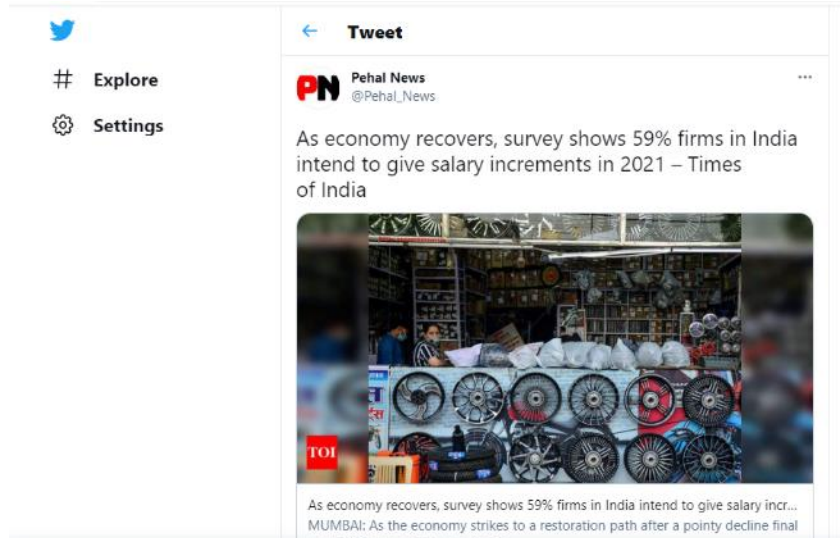 Tweet
# Explore
Settings
PN
Pehal News
@Pehal_News
...
As economy recovers, survey shows 59% firms in India
intend to give salary increments in 2021 – Times
of India
TOI
As economy recovers, survey shows 59% firms in India intend to give salary incr...
MUMBAI: As the economy strikes to a restoration path after a pointy decline final